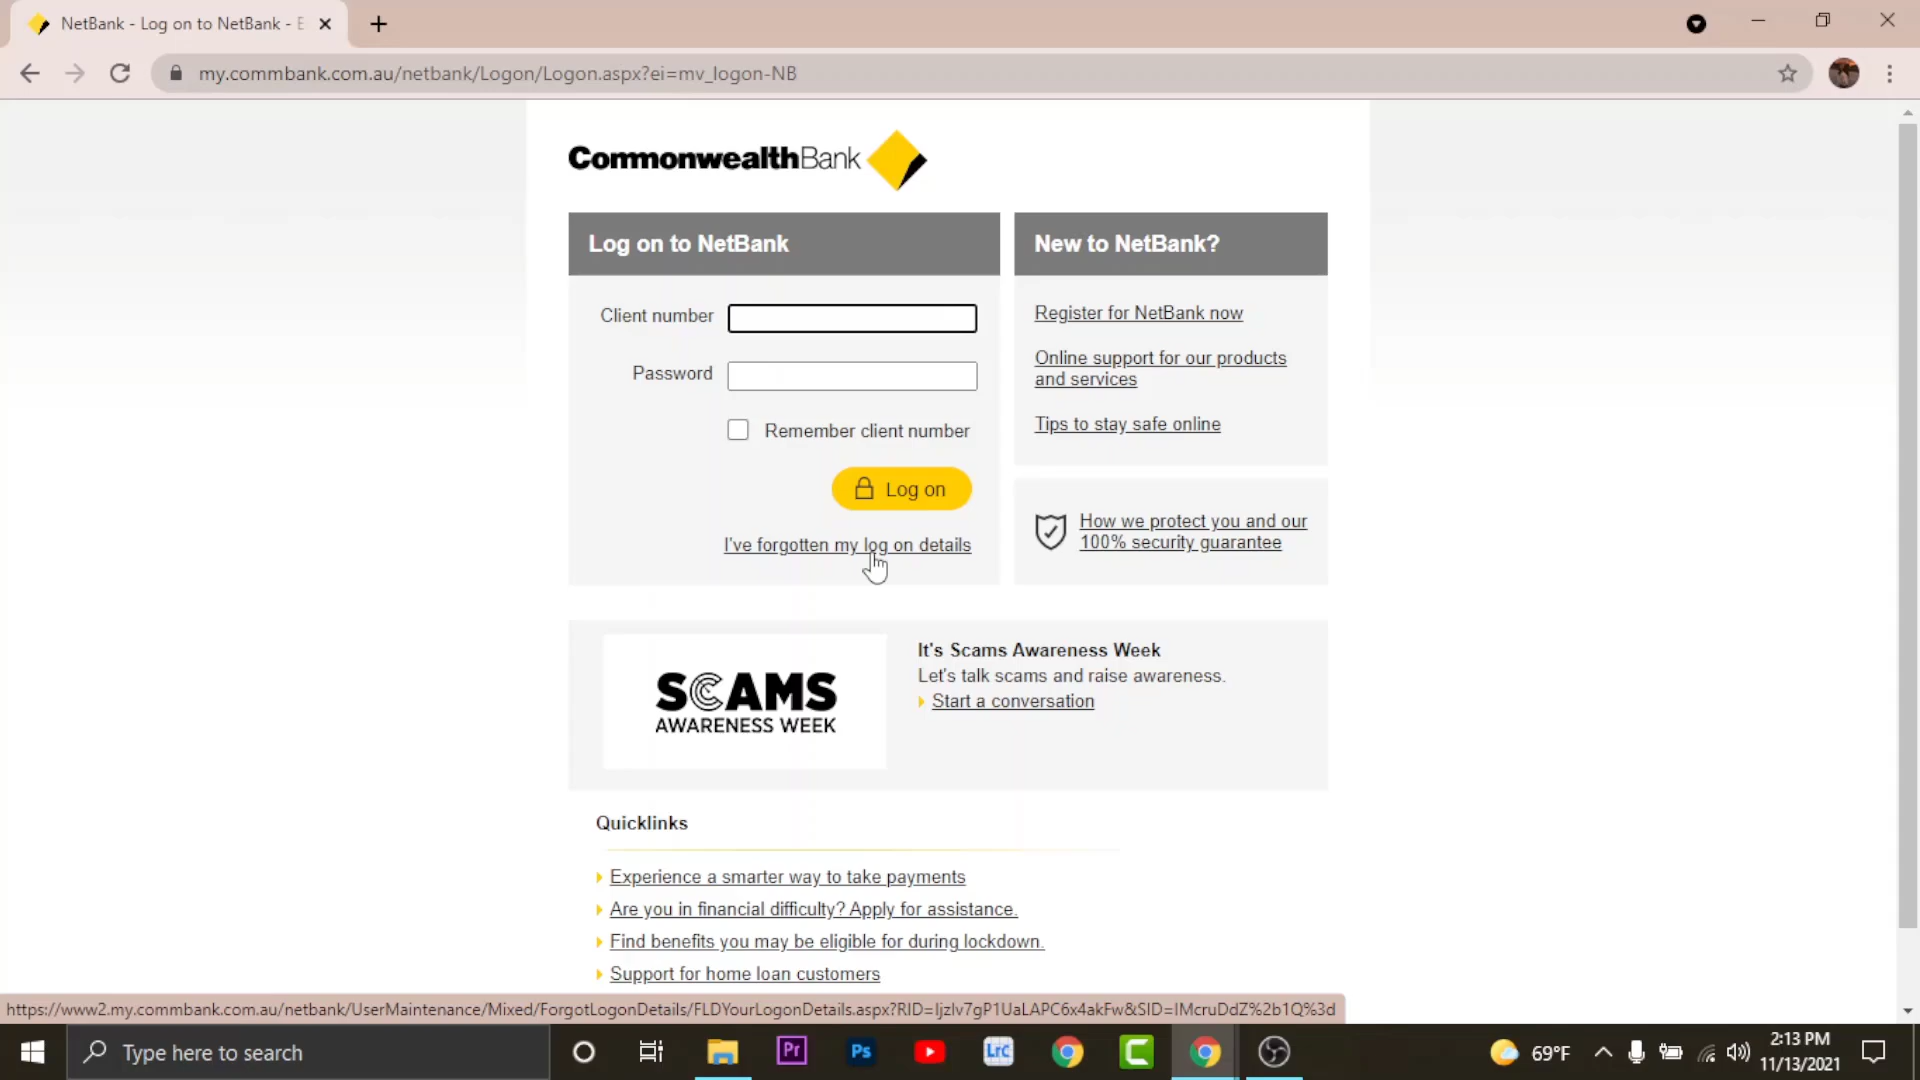 NetBank - Log on to NetBank - E
my.commbank.com.au/netbank/Logon/Logon.aspx?ei=mv_logon-NB
CommonwealthBank
Log on to NetBank
Client number
Password
Remember client number
Log on
I've forgotten my log on details
New to NetBank?
Register for NetBank now
Online support for our products
and services
Tips to stay safe online
How we protect you and our
100% security guarantee
SCAMS
AWARENESS WEEK
It's Scams Awareness Week
Let's talk scams and raise awareness.
Start a conversation
Quicklinks
Experience a smarter way to take payments
Are you in financial difficulty? Apply for assistance.
Find benefits you may be eligible for during lockdown.
Support for home loan customers
https://www2.my.commbank.com.au/netbank/UserMaintenance/Mixed/ForgotLogonDetails/FLDYourLogonDetails.aspx?RID=Ijzlv7gP1UaLAPC6x4akFw&SID=IMcruDdZ%2b1Q%3d
Type here to search
Pr
Ps
LrC
C
69°F
2:13 PM
11/13/2021